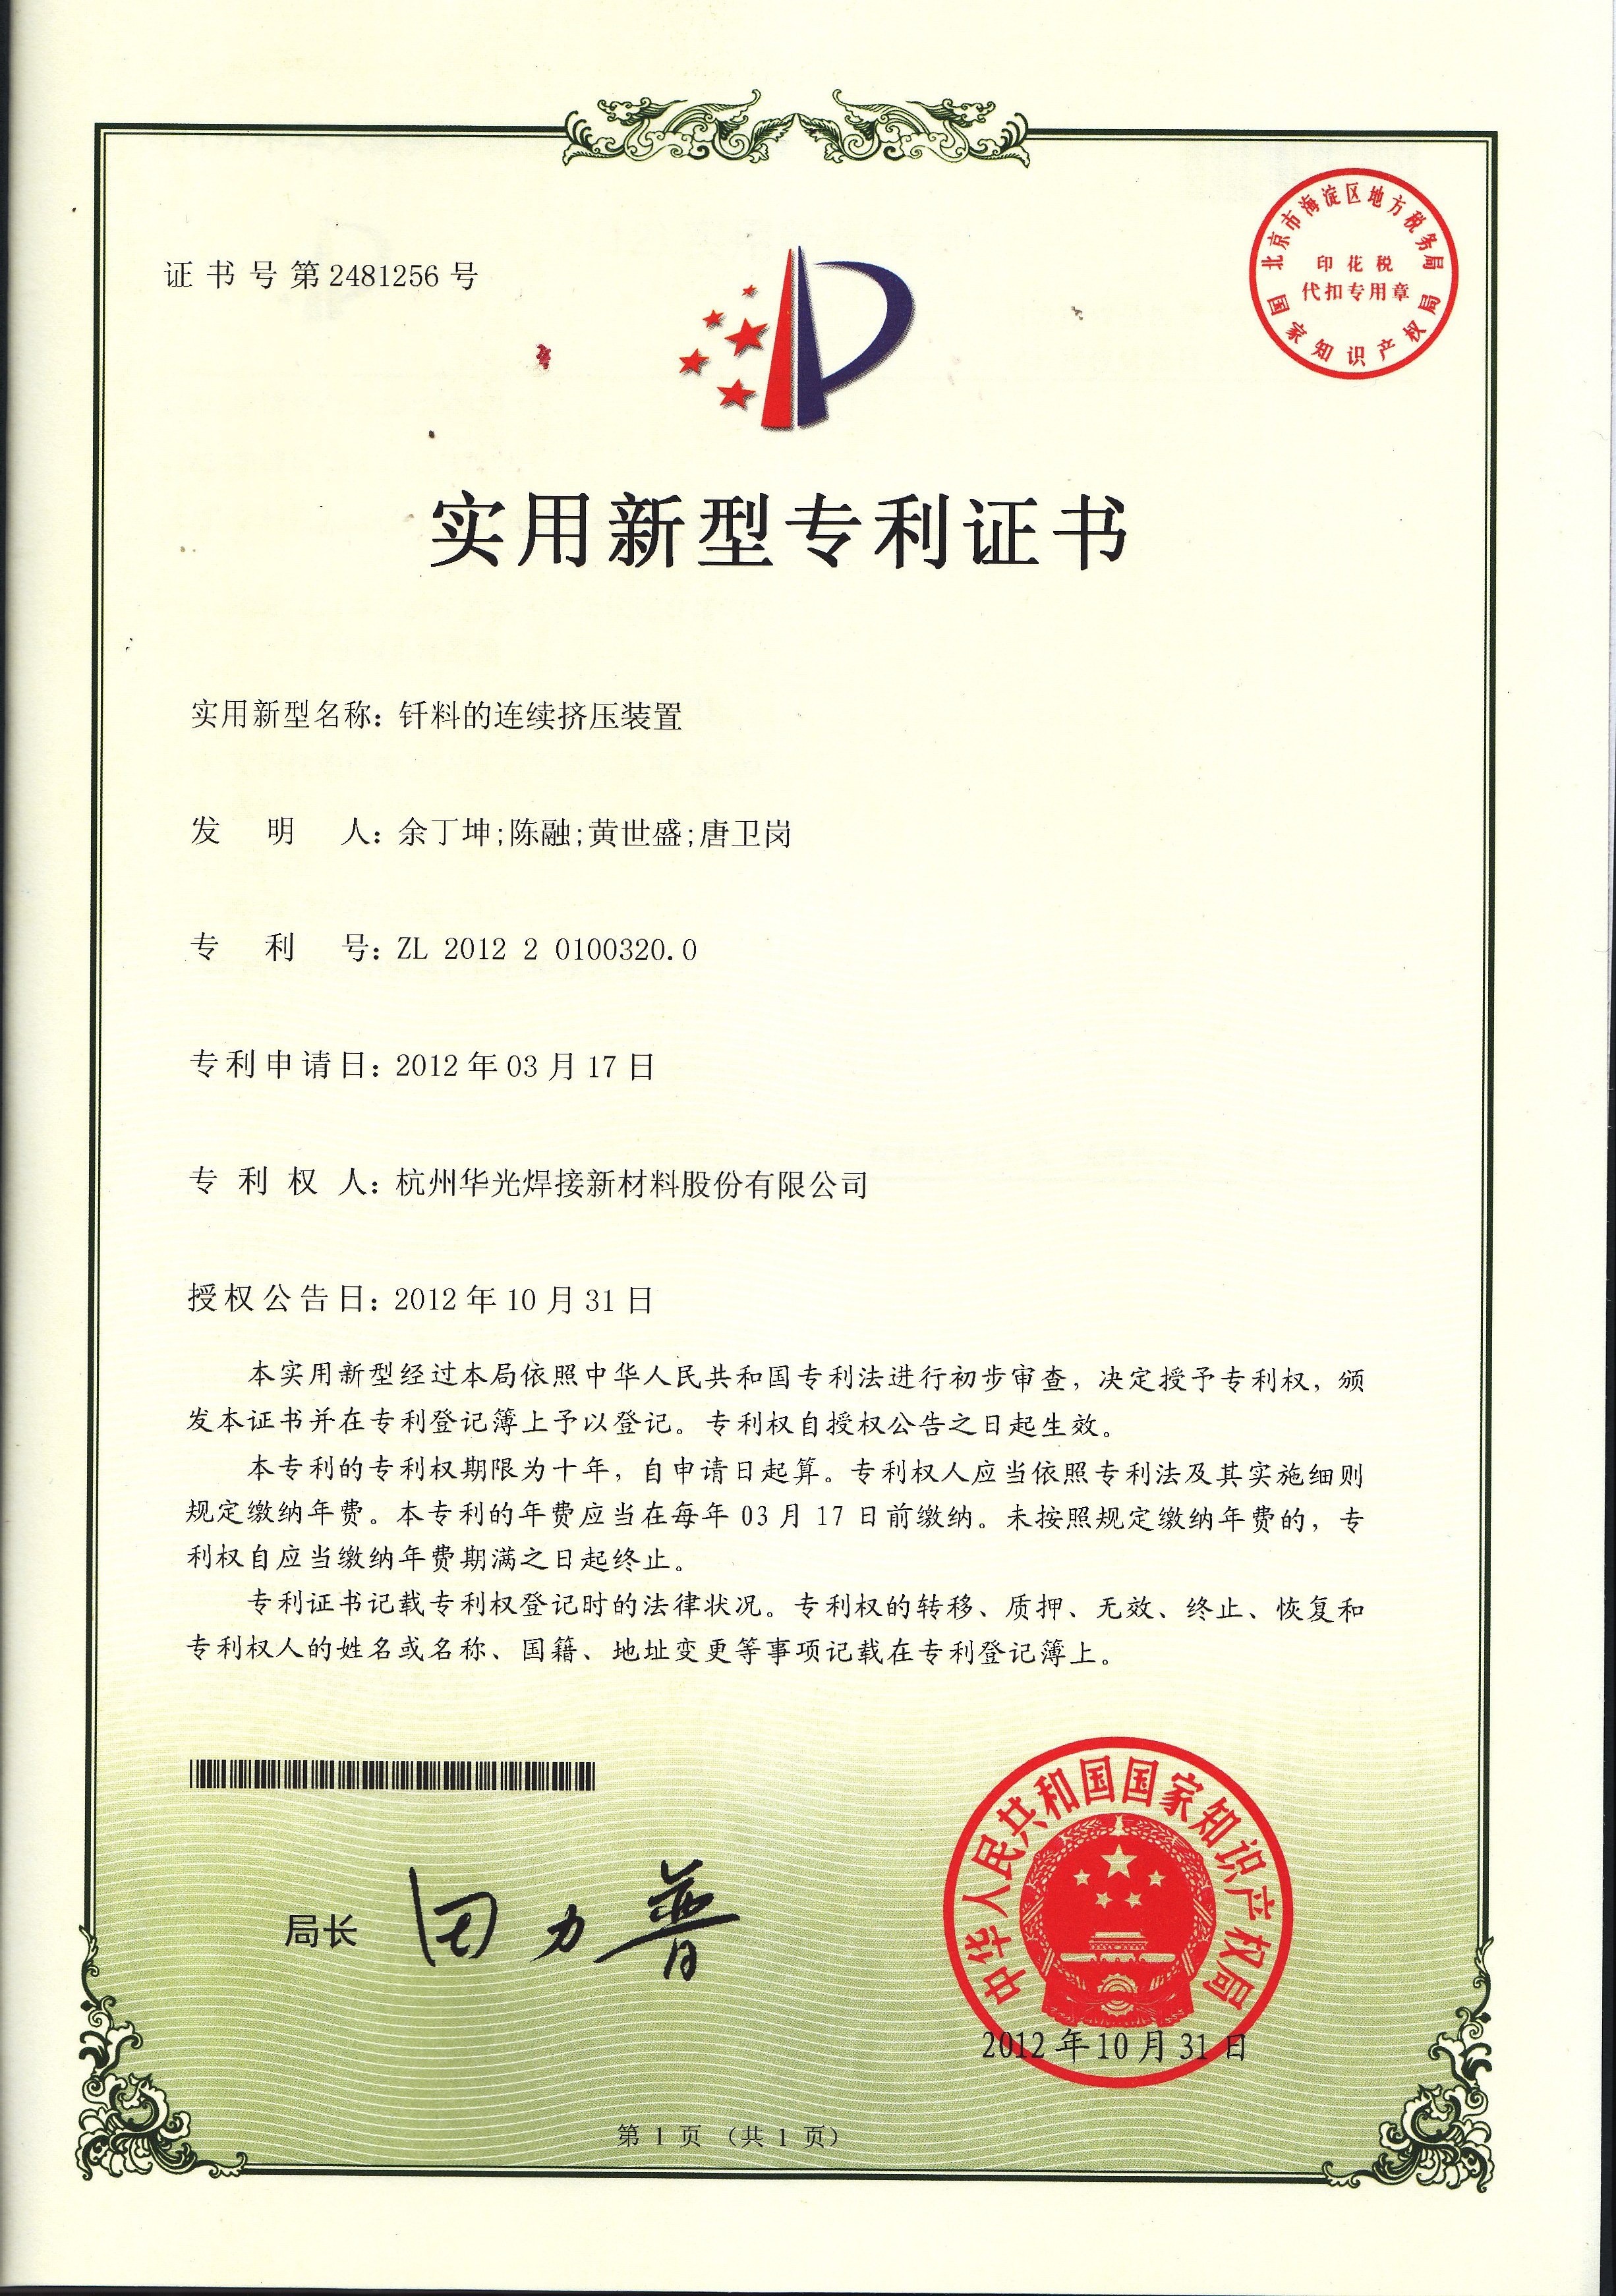 证书号第2481256号
北京市海淀区地方税务局
印花税
代扣专用章
国家知识产权局
实用新型专利证书
实用新型名称：钎料的连续挤压装置
发明人：余丁坤;陈融;黄世盛;唐卫岗
专利号：ZL 2012 2 0100320.0
专利申请日：2012年03月17日
专利权人：杭州华光焊接新材料股份有限公司
授权公告日：2012年10月31日
本实用新型经过本局依照中华人民共和国专利法进行初步审查，决定授予专利权，颁
发本证书并在专利登记簿上予以登记。专利权自授权公告之日起生效。
本专利的专利权期限为十年，自申请日起算。专利权人应当依照专利法及其实施细则
规定缴纳年费。本专利的年费应当在每年03月17日前缴纳。未按照规定缴纳年费的，专
利权自应当缴纳年费期满之日起终止。
专利证书记载专利权登记时的法律状况。专利权的转移、质押、无效、终止、恢复和
专利权人的姓名或名称、国籍、地址变更等事项记载在专利登记簿上。
局长 田力普
中华人民共和国国家知识产权局
2012年10月31日
第1页（共1页）